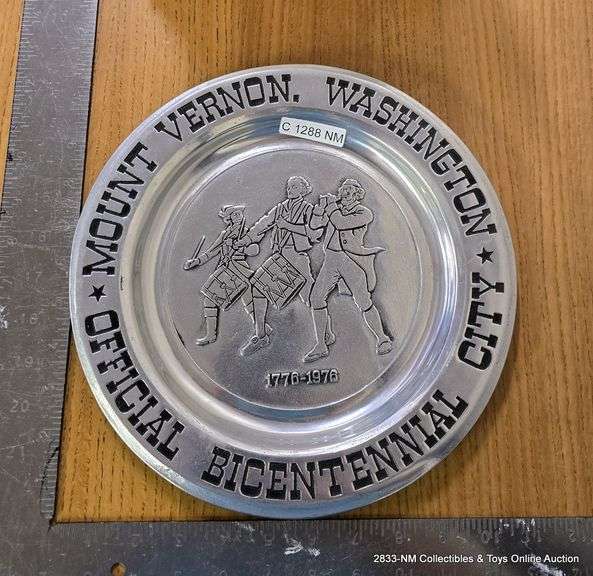 MOUNT VERNON, WASHINGTON
C 1288 NM
1776-1976
★ OFFICIAL BICENTENNIAL CITY ★
2833-NM Collectibles & Toys Online Auction